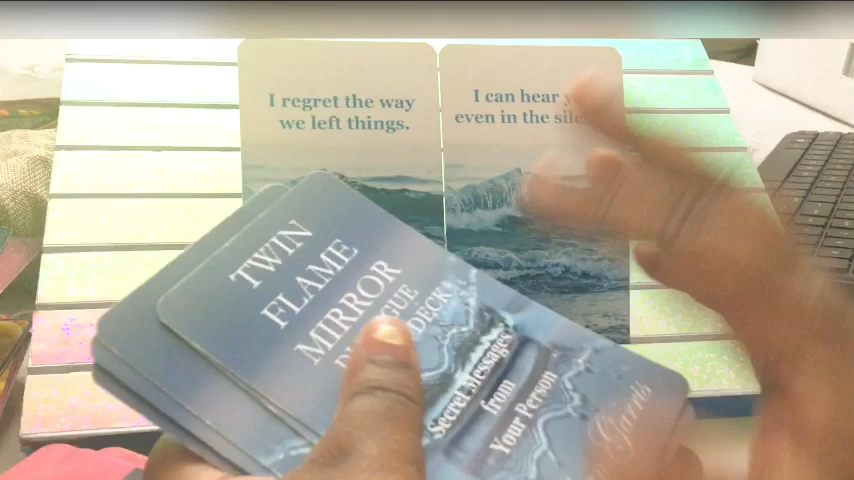 I regret the way
we left things.
I can hear
even in the
TWIN
FLAME
MIRROR
DECK
Secret Messages
from
Your Person